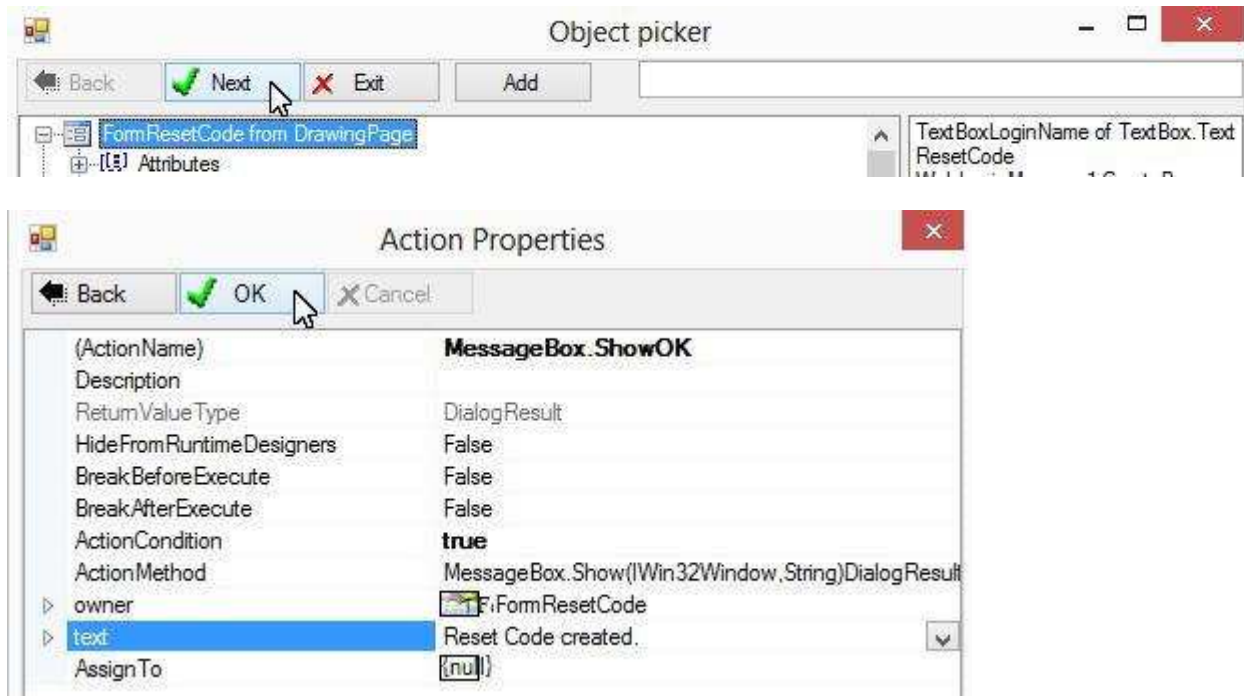 Object picker
Back Next Exit Add
FormResetCode from DrawingPage
Attributes
TextBoxLoginName of TextBox.Text
ResetCode
Action Properties
Back OK Cancel
(ActionName) MessageBox.ShowOK
Description
ReturnValueType DialogResult
HideFromRuntimeDesigners False
BreakBeforeExecute False
BreakAfterExecute False
ActionCondition true
ActionMethod MessageBox.Show(IWin32Window,String)DialogResult
owner FormResetCode
text Reset Code created.
AssignTo {null}